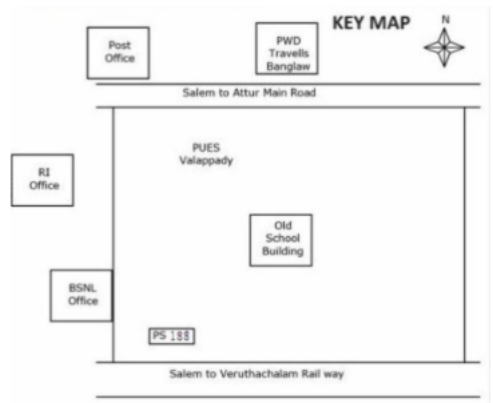 KEY MAP
N
Post
Office
PWD
Travells
Banglaw
Salem to Attur Main Road
PUES
Valappady
RI
Office
Old
School
Building
BSNL
Office
PS 188
Salem to Veruthachalam Rail way